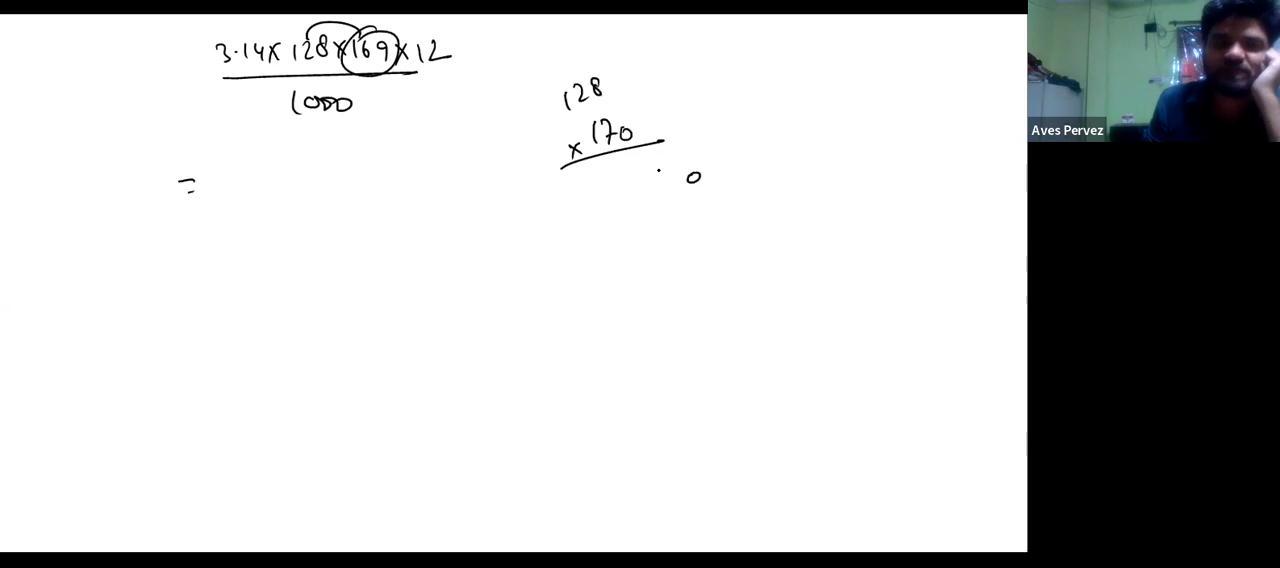 3.14 x 128 x 169 x 12
1000
128
x 170
0
=
Aves Pervez